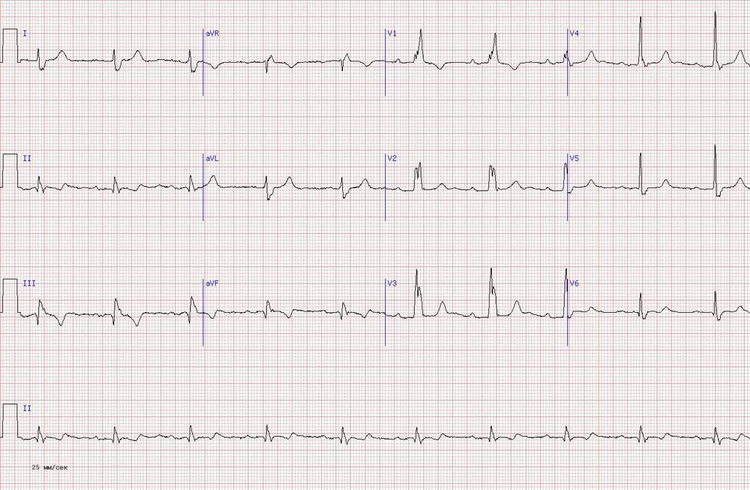 I aVR V1 V4
II aVL V2 V5
III aVF V3 V6
II
25 мм/сек